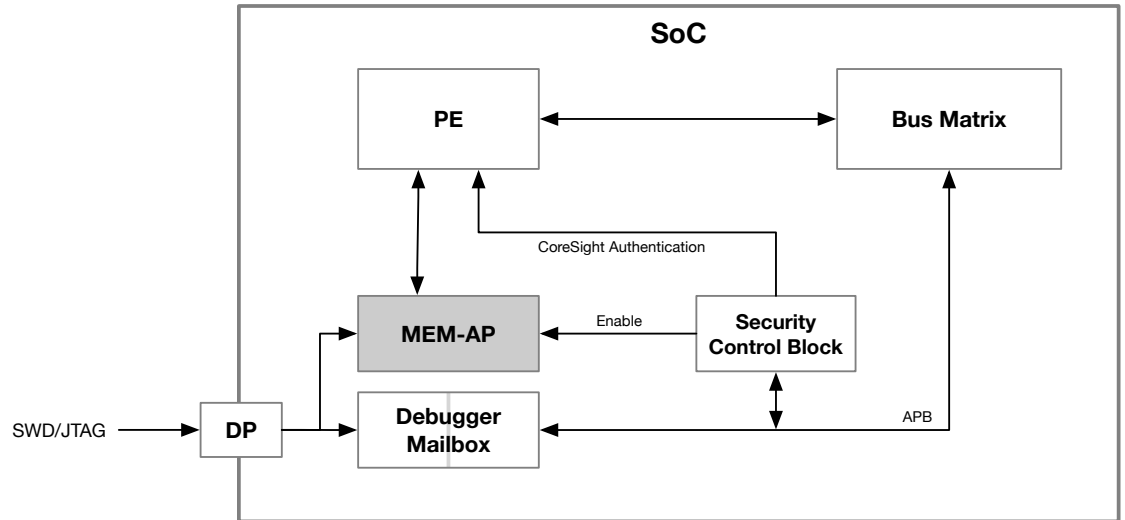 SoC
PE
Bus Matrix
CoreSight Authentication
MEM-AP
Enable
Security
Control Block
SWD/JTAG
DP
Debugger
Mailbox
APB